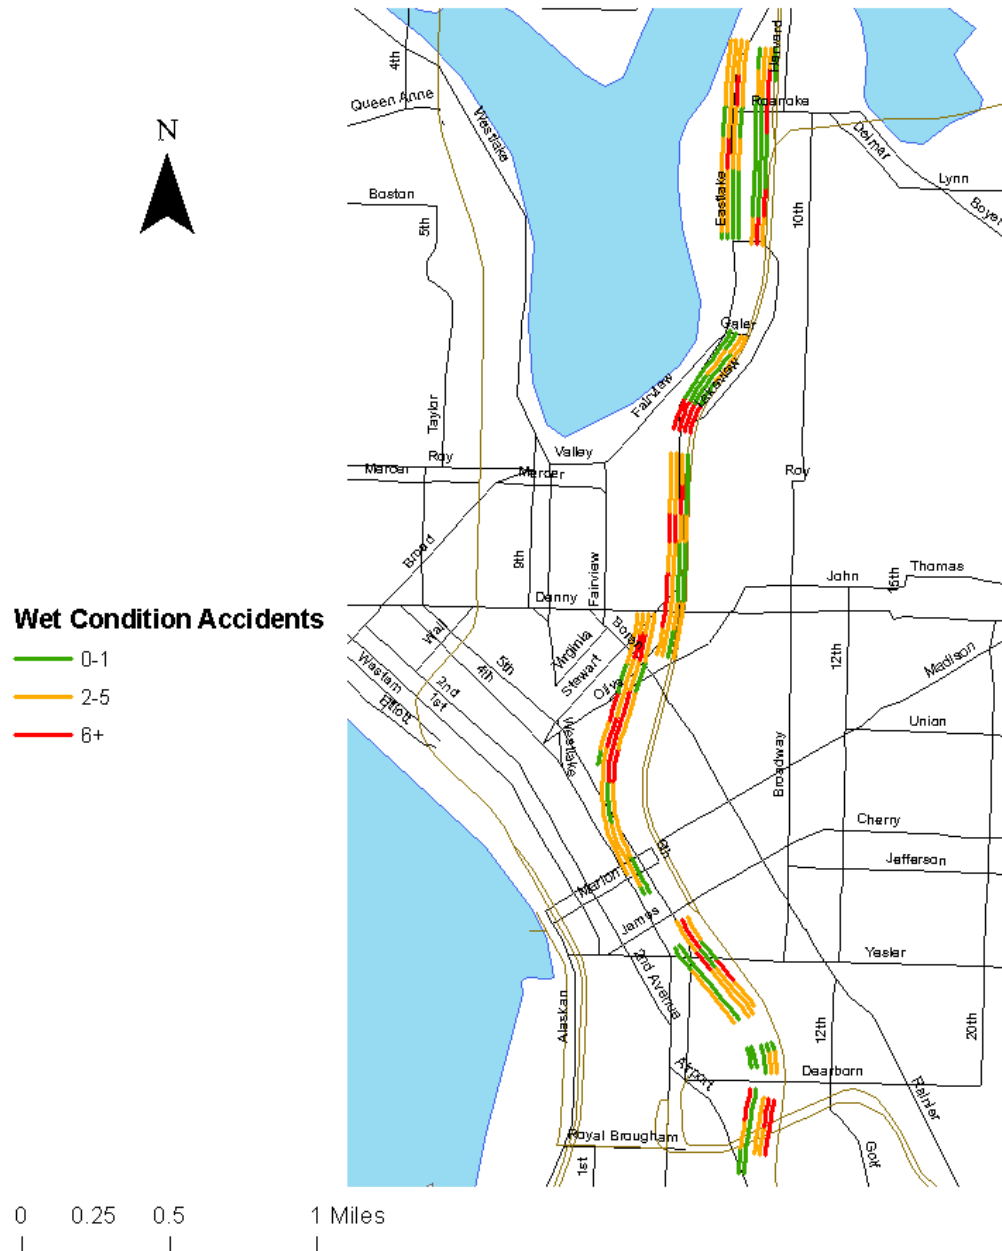 Harvard
4th
Queen Anne
Roanoke
N
Westlake
Delmar
Lynn
Boston
Eastlake
10th
Boyer
5th
Galer
Lakeview
Fairview
Taylor
Valley
Roy
Mercer
Mercer
Roy
Broad
9th
Fairview
15th
Thomas
John
Denny
Wet Condition Accidents
Wall
Virginia
Boren
0-1
5th
4th
Stewart
12th
Madison
Olive
2-5
Western
2nd
1st
Elliott
Union
6+
Westlake
Broadway
Cherry
6th
Jefferson
Marion
James
Yesler
2nd Avenue
Alaskan
12th
20th
Airport
Dearborn
Rainier
Royal Brougham
1st
Golf
0 0.25 0.5 1 Miles